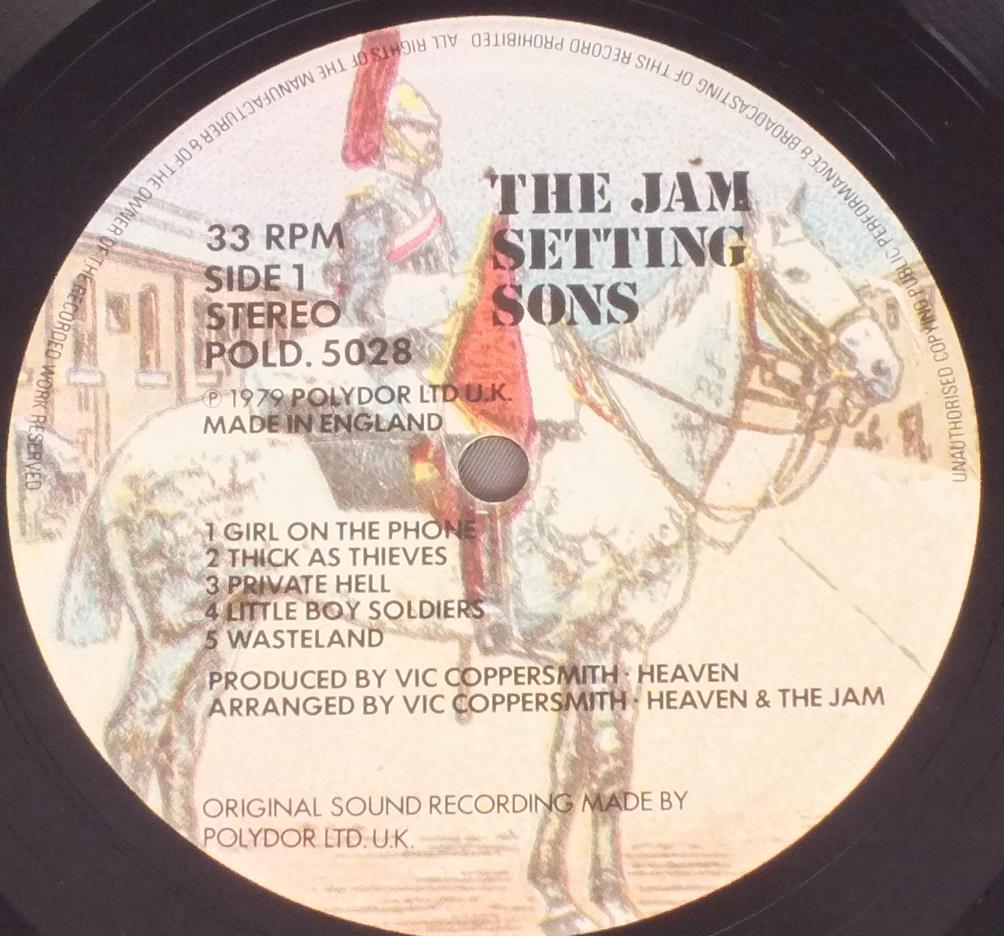 UNAUTHORISED COPYING PUBLIC PERFORMANCE & BROADCASTING OF THIS RECORD PROHIBITED ALL RIGHTS OF THE MANUFACTURER & OF THE OWNER OF THE RECORDED WORK RESERVED
THE JAM
SETTING
SONS
33 RPM
SIDE 1
STEREO
POLD. 5028
℗ 1979 POLYDOR LTD U.K.
MADE IN ENGLAND
1 GIRL ON THE PHONE
2 THICK AS THIEVES
3 PRIVATE HELL
4 LITTLE BOY SOLDIERS
5 WASTELAND
PRODUCED BY VIC COPPERSMITH · HEAVEN
ARRANGED BY VIC COPPERSMITH · HEAVEN & THE JAM
ORIGINAL SOUND RECORDING MADE BY
POLYDOR LTD. U.K.